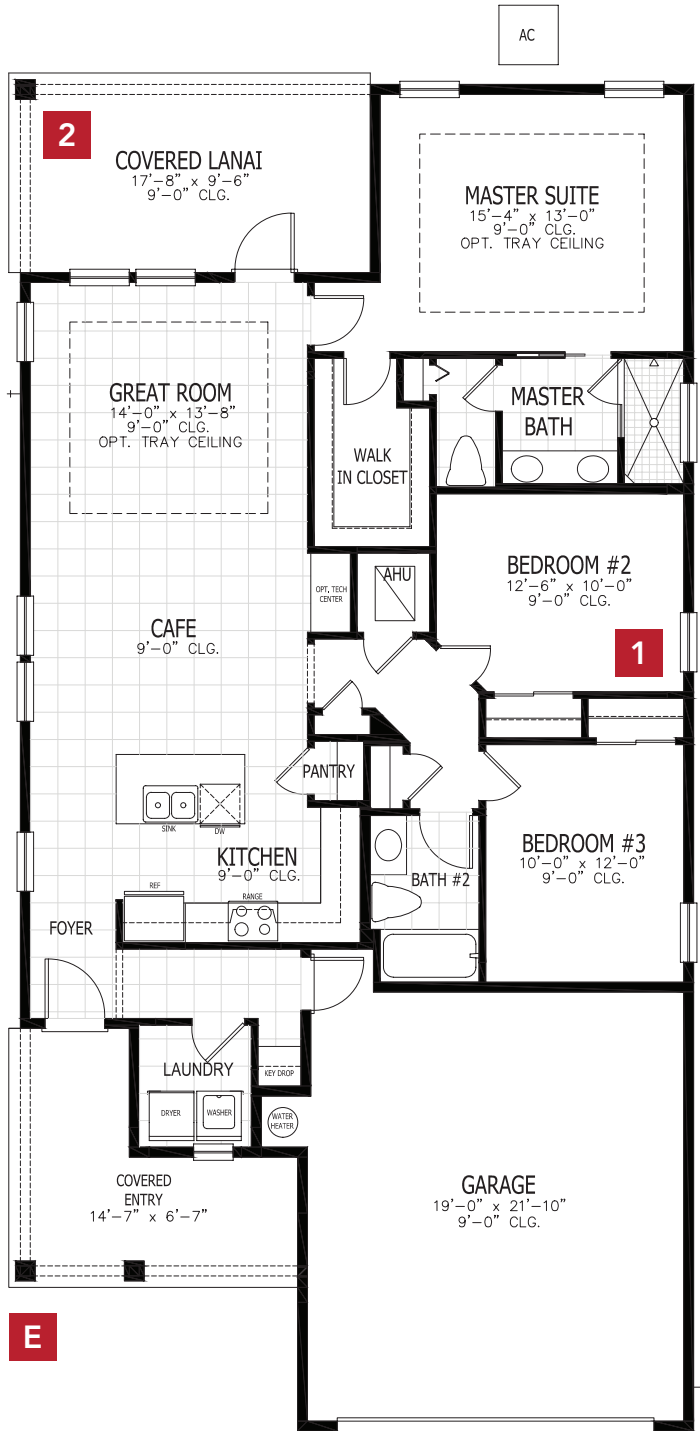 AC
2
COVERED LANAI
17'-8" x 9'-6"
9'-0" CLG.
MASTER SUITE
15'-4" x 13'-0"
9'-0" CLG.
OPT. TRAY CEILING
GREAT ROOM
14'-0" x 13'-8"
9'-0" CLG.
OPT. TRAY CEILING
MASTER
BATH
WALK
IN CLOSET
BEDROOM #2
12'-6" x 10'-0"
9'-0" CLG.
AHU
OPT. TECH
CENTER
CAFE
9'-0" CLG.
1
PANTRY
SINK
DW
KITCHEN
9'-0" CLG.
BEDROOM #3
10'-0" x 12'-0"
9'-0" CLG.
BATH #2
REF
RANGE
FOYER
LAUNDRY
KEY DROP
DRYER
WASHER
WATER
HEATER
COVERED
ENTRY
14'-7" x 6'-7"
GARAGE
19'-0" x 21'-10"
9'-0" CLG.
E